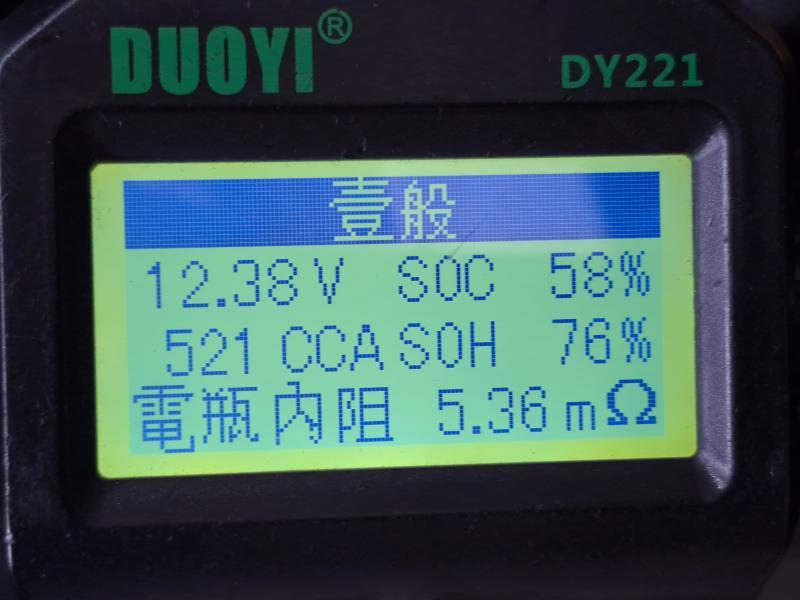 DUOYI®
DY221
壹般
12.38V SOC 58%
521 CCA SOH 76%
電瓶內阻 5.36mΩ